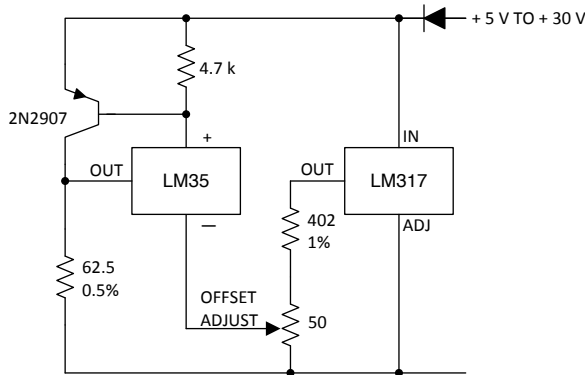 + 5 V TO + 30 V
4.7 k
2N2907
+
IN
OUT
LM35
OUT
LM317
—
402
1%
ADJ
62.5
0.5%
OFFSET
ADJUST
50